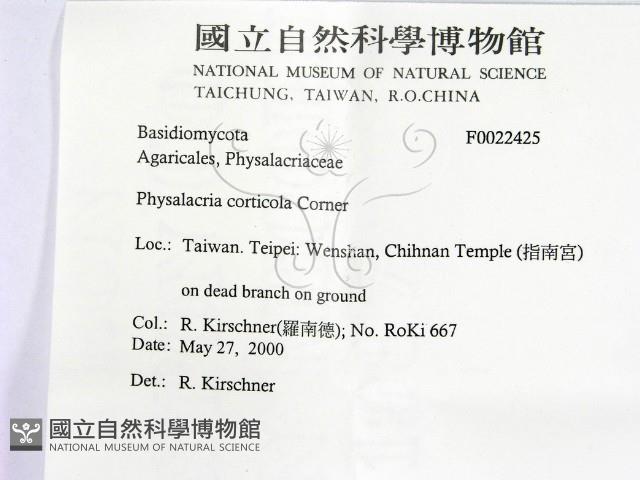 國立自然科學博物館
NATIONAL MUSEUM OF NATURAL SCIENCE
TAICHUNG, TAIWAN, R.O.CHINA
Basidiomycota F0022425
Agaricales, Physalacriaceae
Physalacria corticola Corner
Loc.: Taiwan. Teipei: Wenshan, Chihnan Temple (指南宮)
on dead branch on ground
Col.: R. Kirschner(羅南德); No. RoKi 667
Date: May 27, 2000
Det.: R. Kirschner
國立自然科學博物館
NATIONAL MUSEUM OF NATURAL SCIENCE